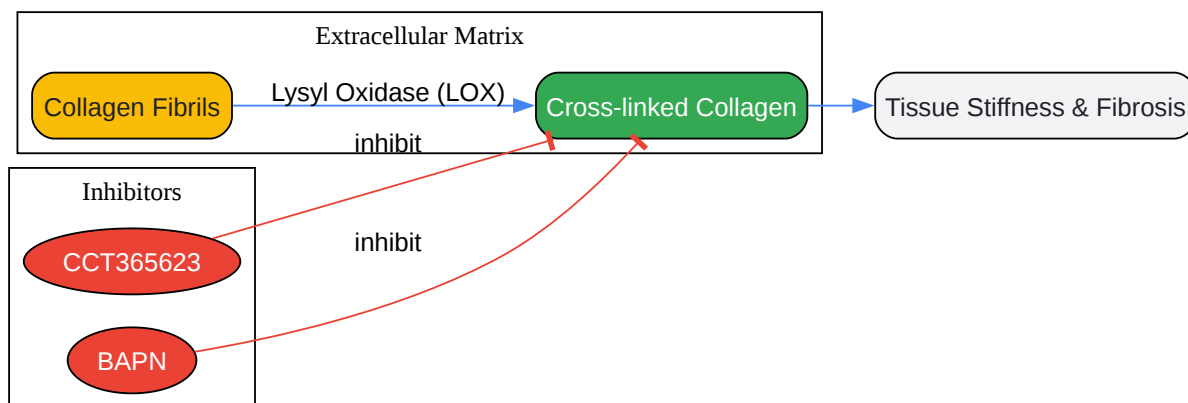 Extracellular Matrix
Collagen Fibrils
Lysyl Oxidase (LOX)
Cross-linked Collagen
Tissue Stiffness & Fibrosis
inhibit
Inhibitors
CCT365623
inhibit
BAPN